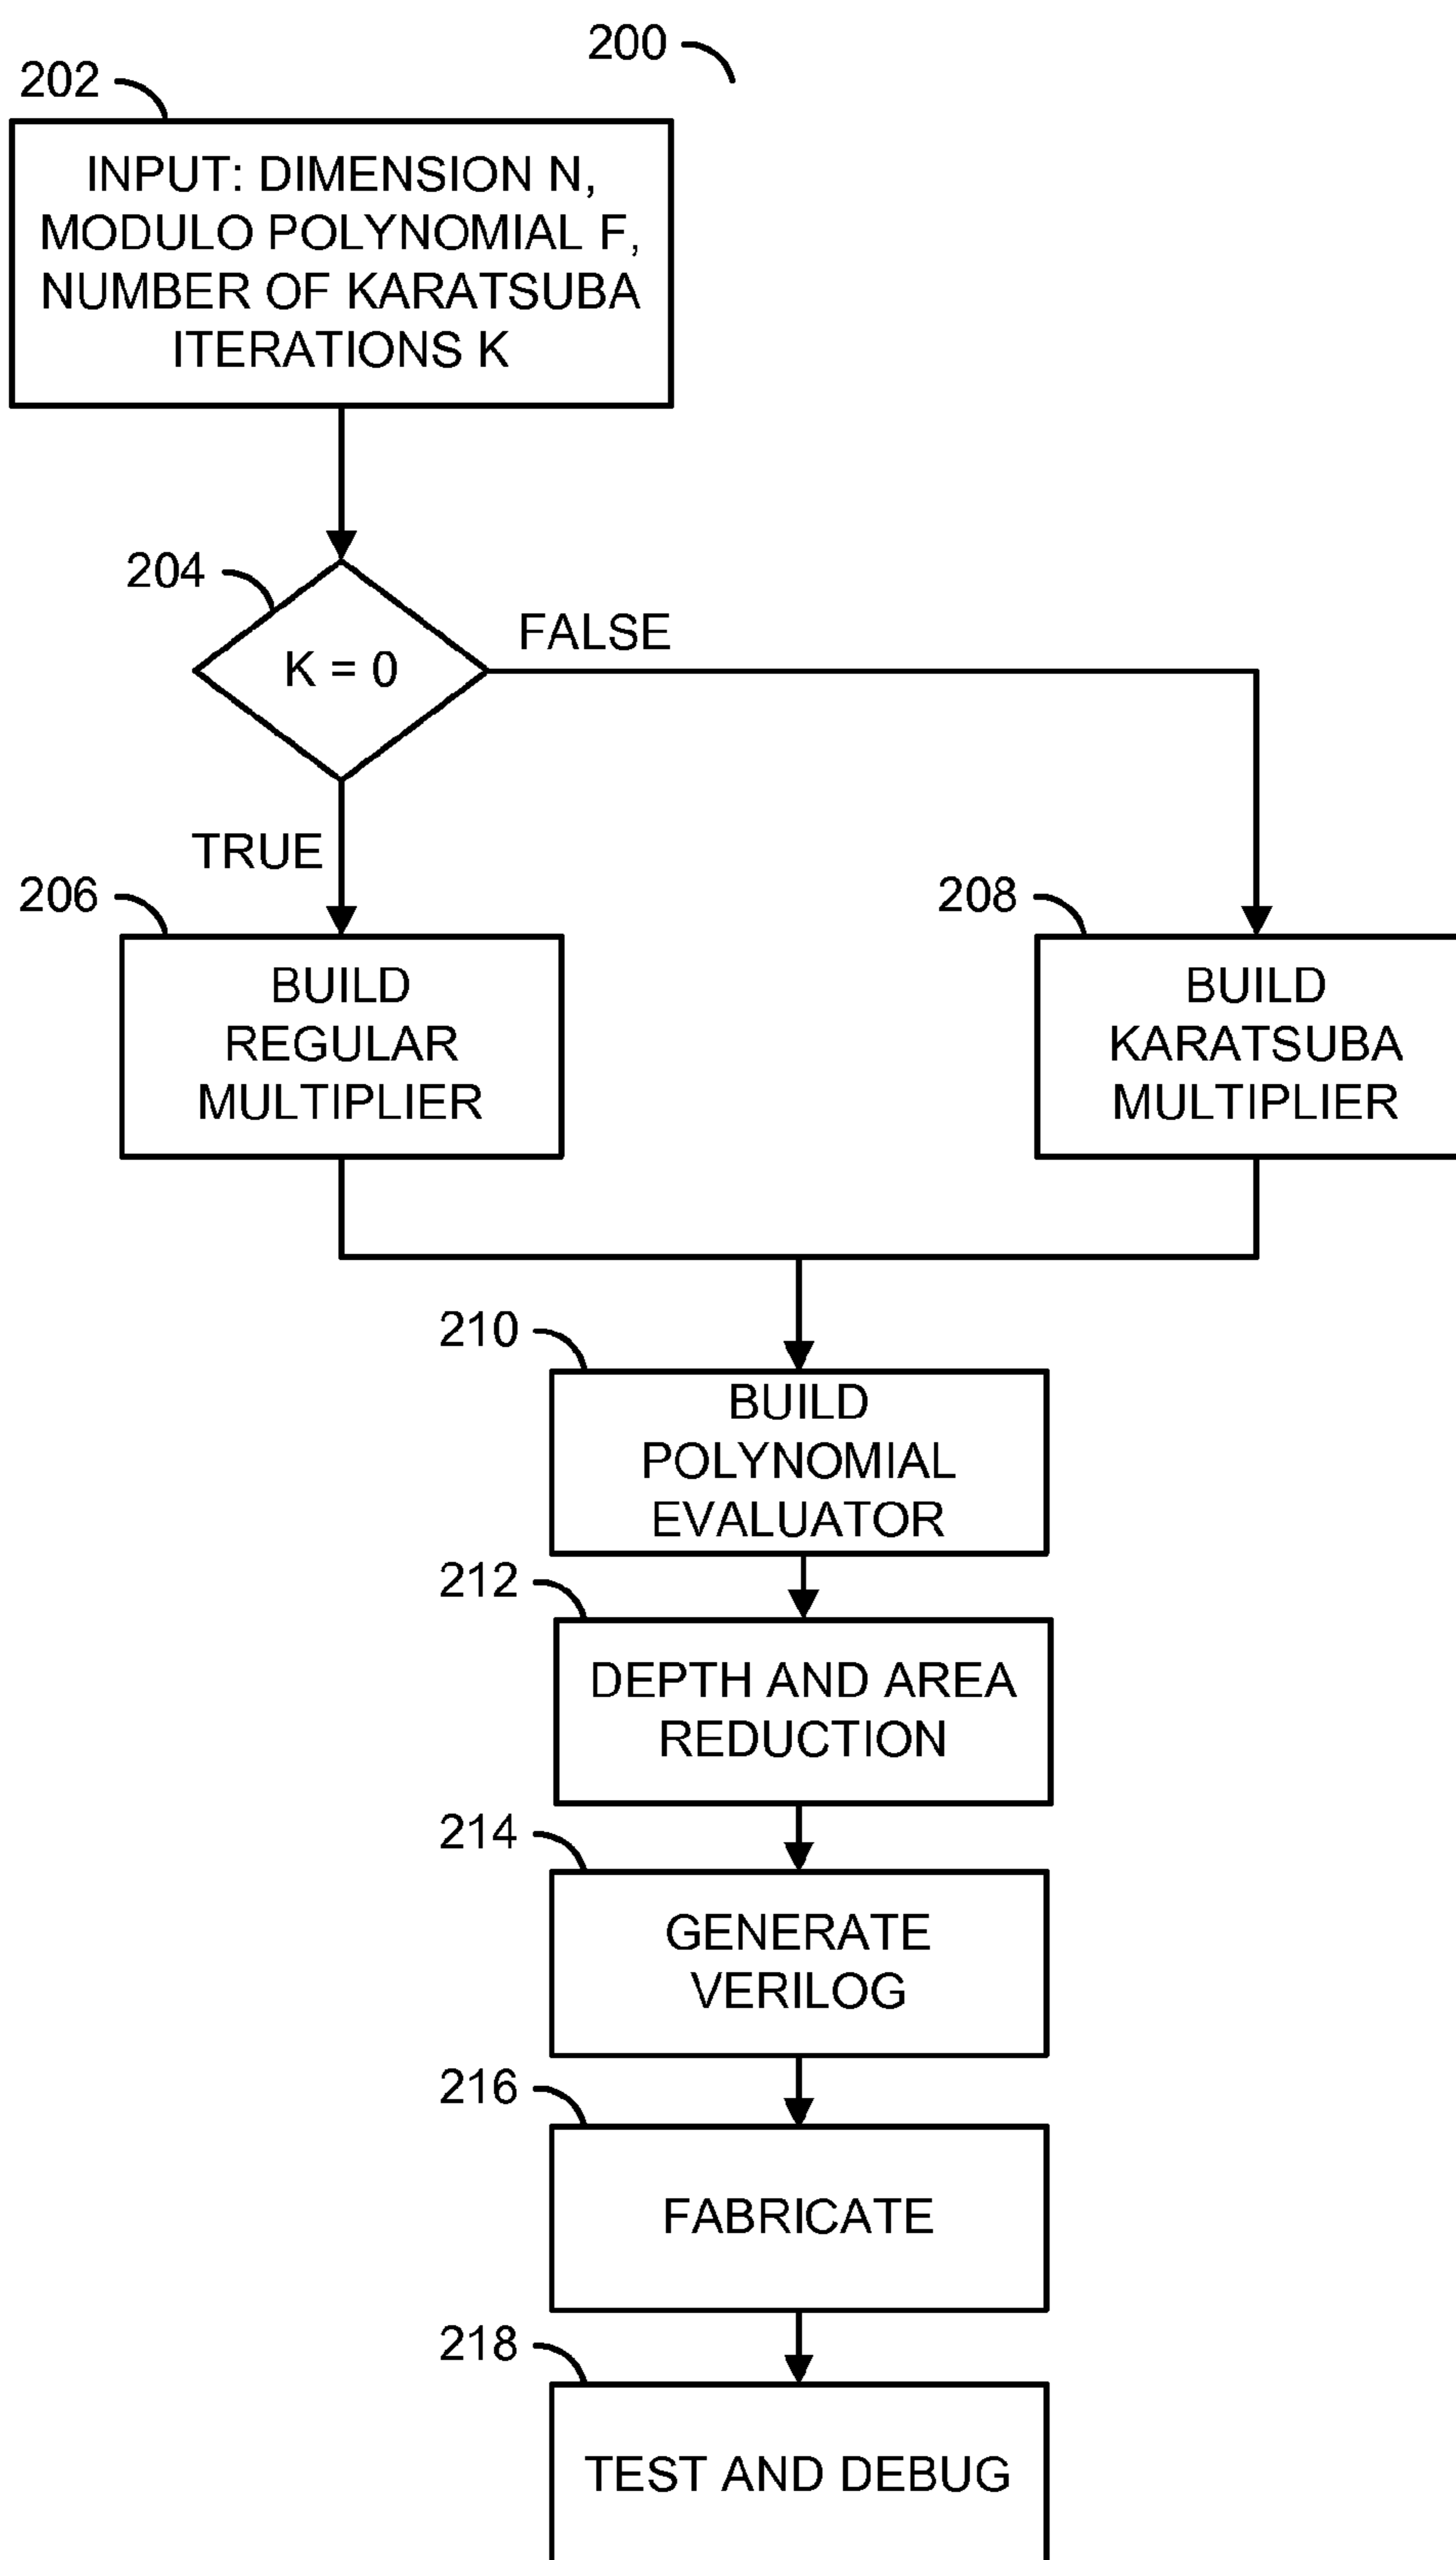 200
202
INPUT: DIMENSION N,
MODULO POLYNOMIAL F,
NUMBER OF KARATSUBA
ITERATIONS K
204
K = 0
FALSE
TRUE
206
BUILD
REGULAR
MULTIPLIER
208
BUILD
KARATSUBA
MULTIPLIER
210
BUILD
POLYNOMIAL
EVALUATOR
212
DEPTH AND AREA
REDUCTION
214
GENERATE
VERILOG
216
FABRICATE
218
TEST AND DEBUG